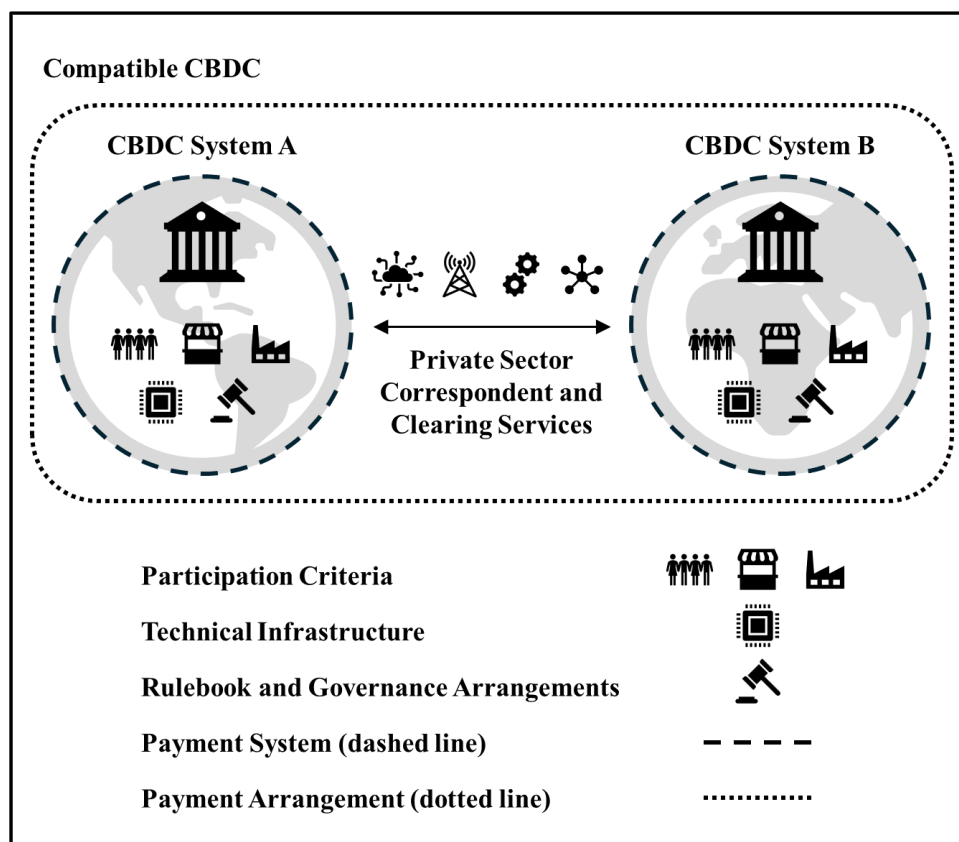 Compatible CBDC
CBDC System A
CBDC System B
Private Sector
Correspondent and
Clearing Services
Participation Criteria
Technical Infrastructure
Rulebook and Governance Arrangements
Payment System (dashed line)
Payment Arrangement (dotted line)